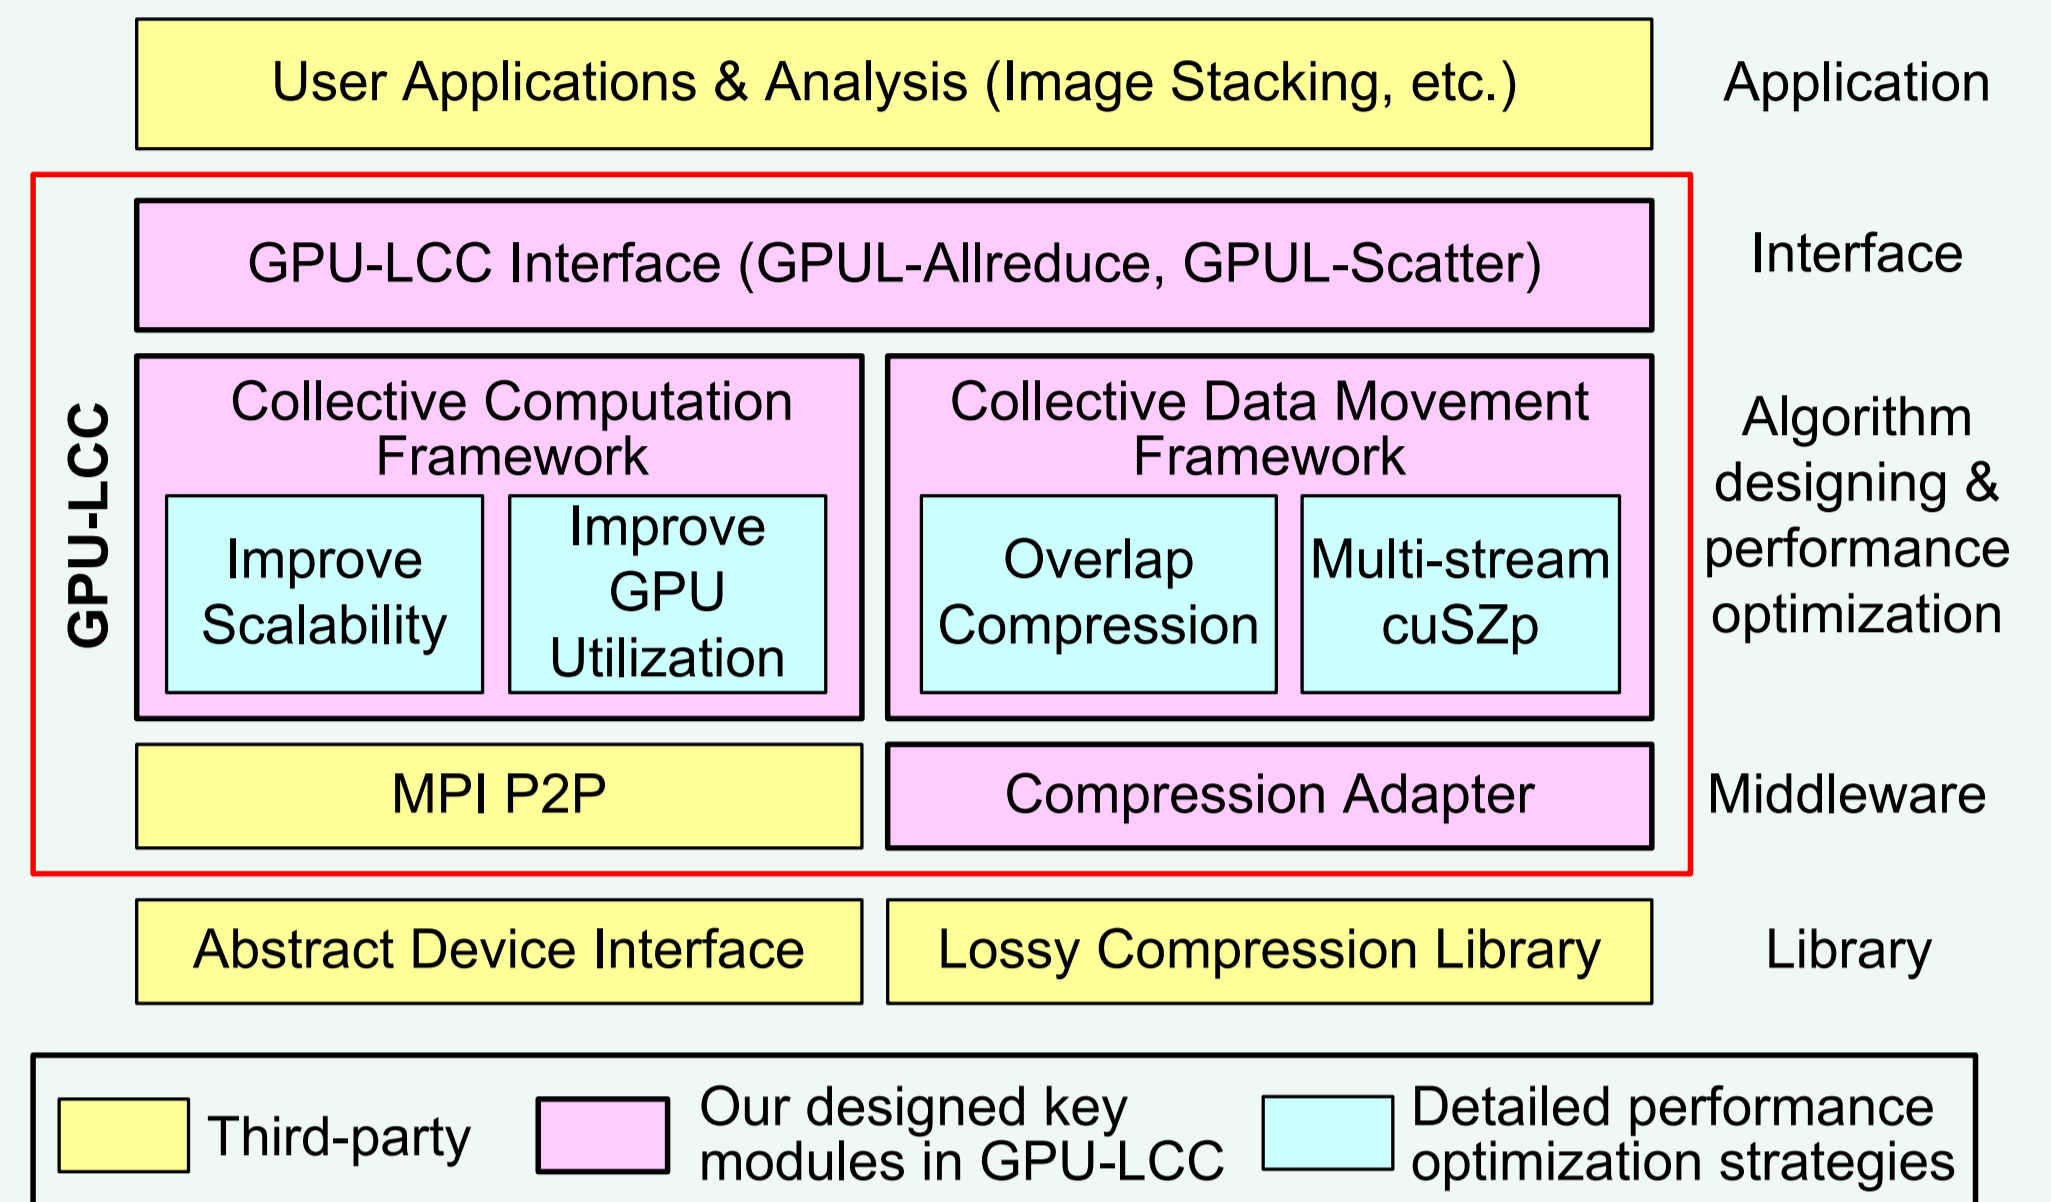 User Applications & Analysis (Image Stacking, etc.)
Application
GPU-LCC
GPU-LCC Interface (GPUL-Allreduce, GPUL-Scatter)
Interface
Collective Computation
Framework
Improve
Scalability
Improve
GPU
Utilization
Collective Data Movement
Framework
Overlap
Compression
Multi-stream
cuSZp
Algorithm
designing &
performance
optimization
MPI P2P
Compression Adapter
Middleware
Abstract Device Interface
Lossy Compression Library
Library
Third-party
Our designed key
modules in GPU-LCC
Detailed performance
optimization strategies